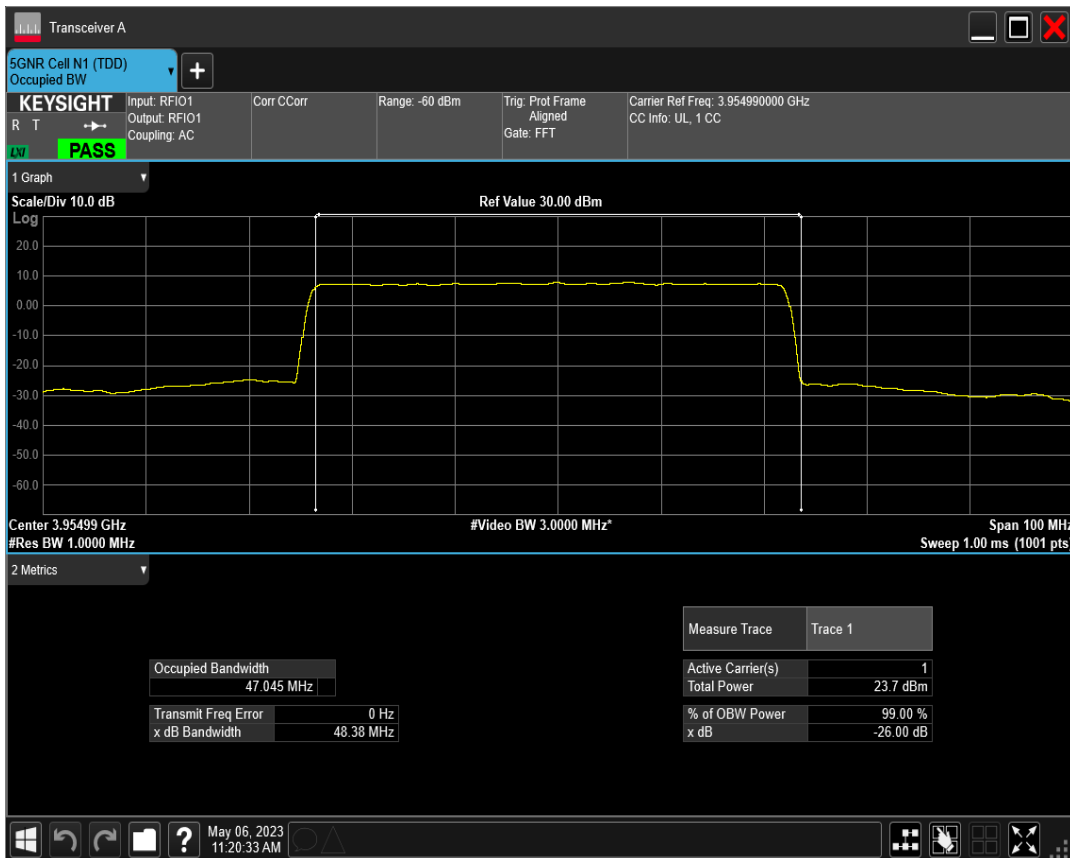 Transceiver A
5GNR Cell N1 (TDD)
Occupied BW
KEYSIGHT
R T
LXI
PASS
Input: RFIO1
Output: RFIO1
Coupling: AC
Corr CCorr
Range: -60 dBm
Trig: Prot Frame
Aligned
Gate: FFT
Carrier Ref Freq: 3.954990000 GHz
CC Info: UL, 1 CC
1 Graph
Scale/Div 10.0 dB
Ref Value 30.00 dBm
Log
20.0
10.0
0.00
-10.0
-20.0
-30.0
-40.0
-50.0
-60.0
Center 3.95499 GHz
#Video BW 3.0000 MHz*
Span 100 MHz
#Res BW 1.0000 MHz
Sweep 1.00 ms (1001 pts)
2 Metrics
Measure Trace Trace 1
Occupied Bandwidth
47.045 MHz
Active Carrier(s) 1
Total Power 23.7 dBm
Transmit Freq Error 0 Hz
x dB Bandwidth 48.38 MHz
% of OBW Power 99.00 %
x dB -26.00 dB
?
May 06, 2023
11:20:33 AM